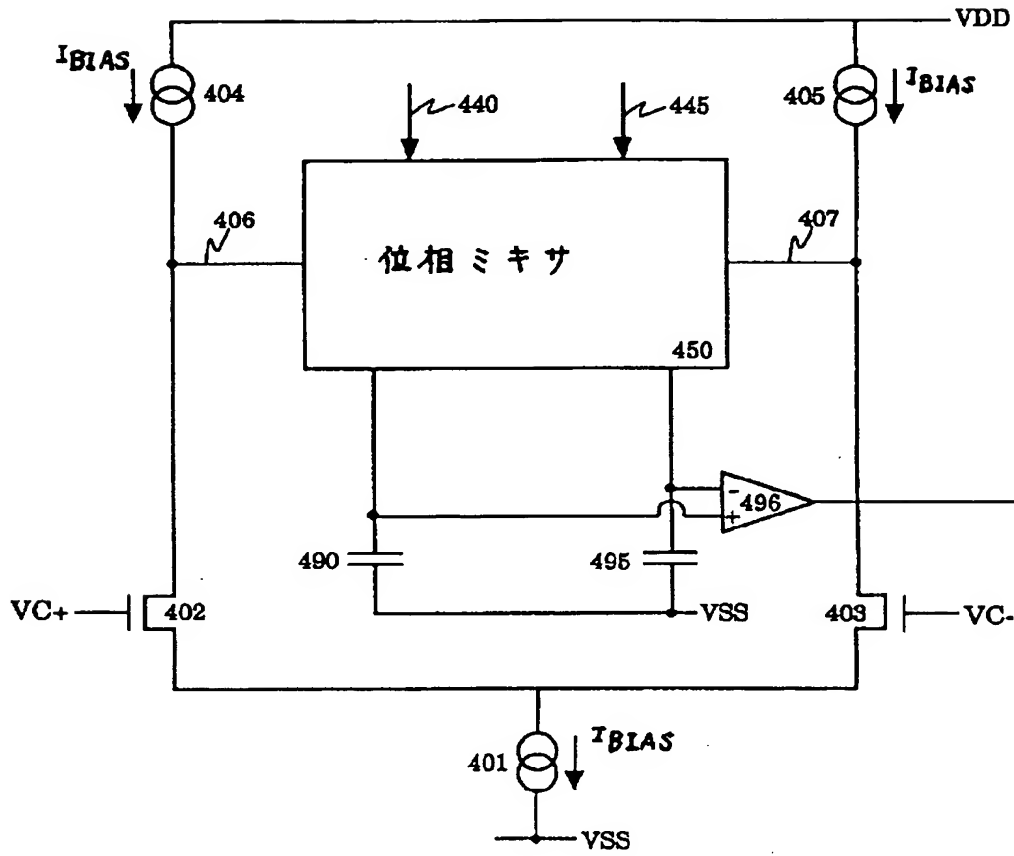 VDD
IBIAS
404
440
445
405
IBIAS
406
407
位相ミキサ
450
-
+
496
490
495
VC+
402
VSS
403
VC-
401
IBIAS
VSS